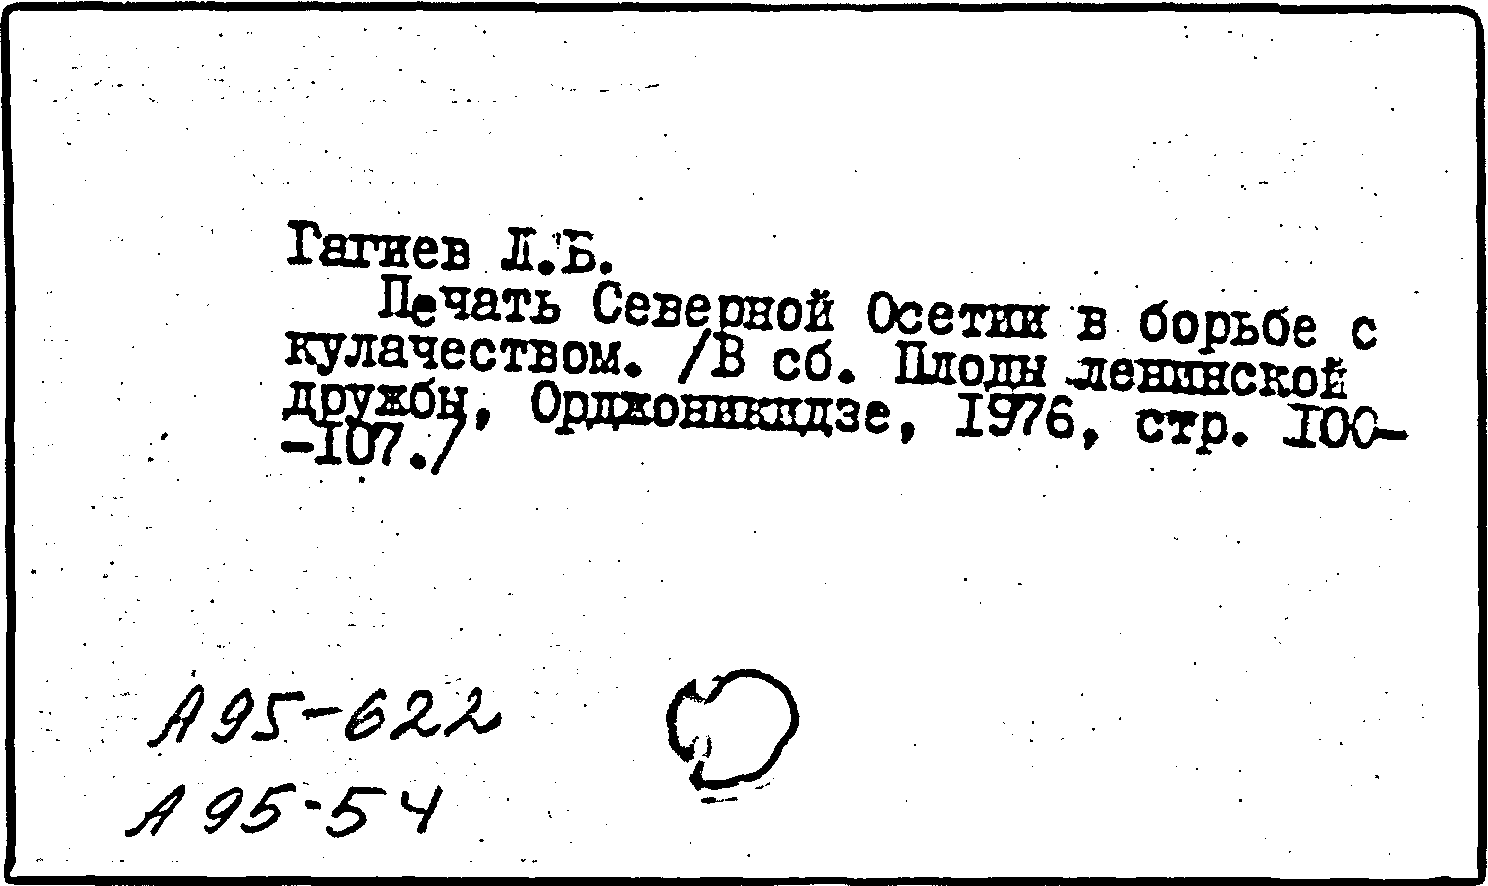 Гагиев Л.Б.
Печать Северной Осетии в борьбе с
кулачеством. /В сб. Плоды ленинской
дружбы, Орджоникидзе, 1976, стр. 100-
-107./
А95-622
А95-54